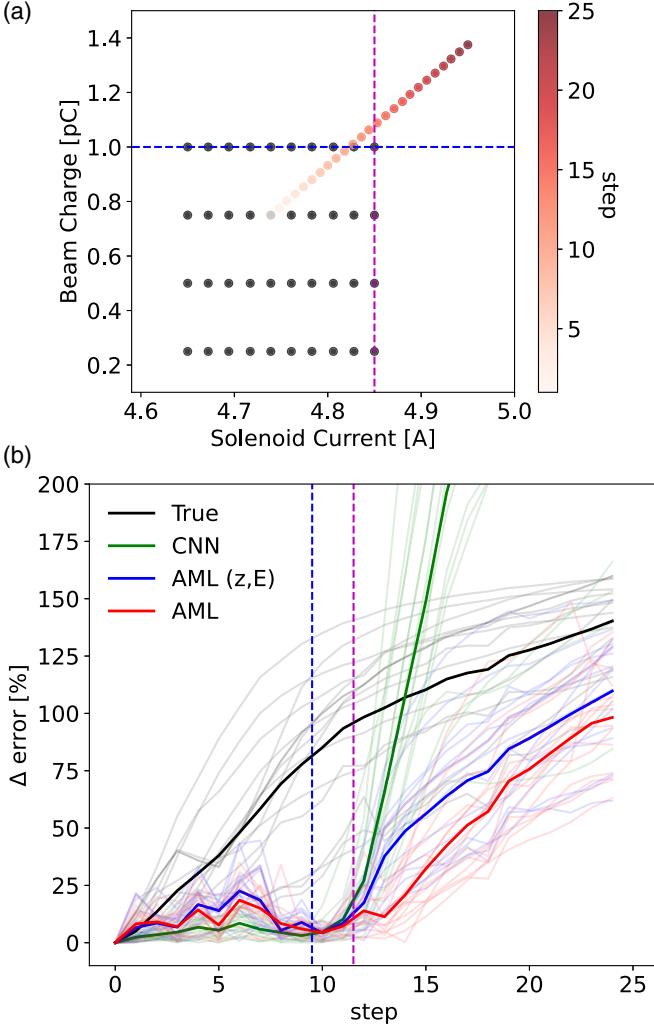 (a)
1.4
1.2
1.0
0.8
0.6
0.4
0.2
Beam Charge [pC]
4.6
4.7
4.8
4.9
5.0
Solenoid Current [A]
25
20
15
10
5
step
(b)
200
175
150
125
100
75
50
25
0
Δ error [%]
True
CNN
AML (z,E)
AML
0
5
10
15
20
25
step